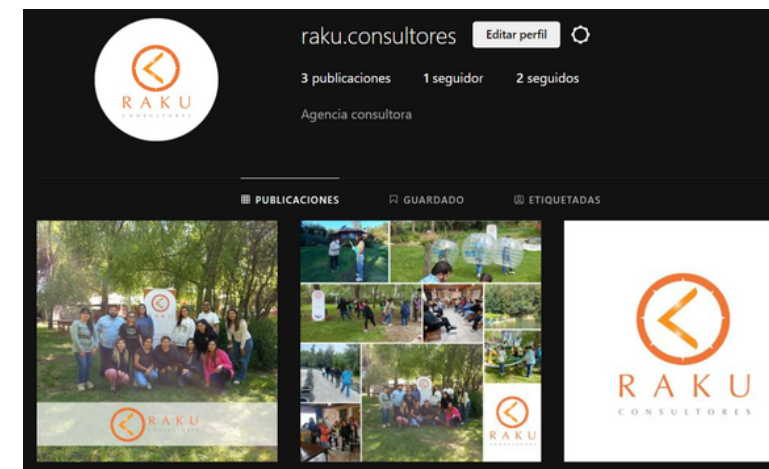 raku.consultores Editar perfil
3 publicaciones 1 seguidor 2 seguidos
Agencia consultora
RAKU
CONSULTORES
PUBLICACIONES GUARDADO ETIQUETADAS
RAKU
RAKU
RAKU
CONSULTORES